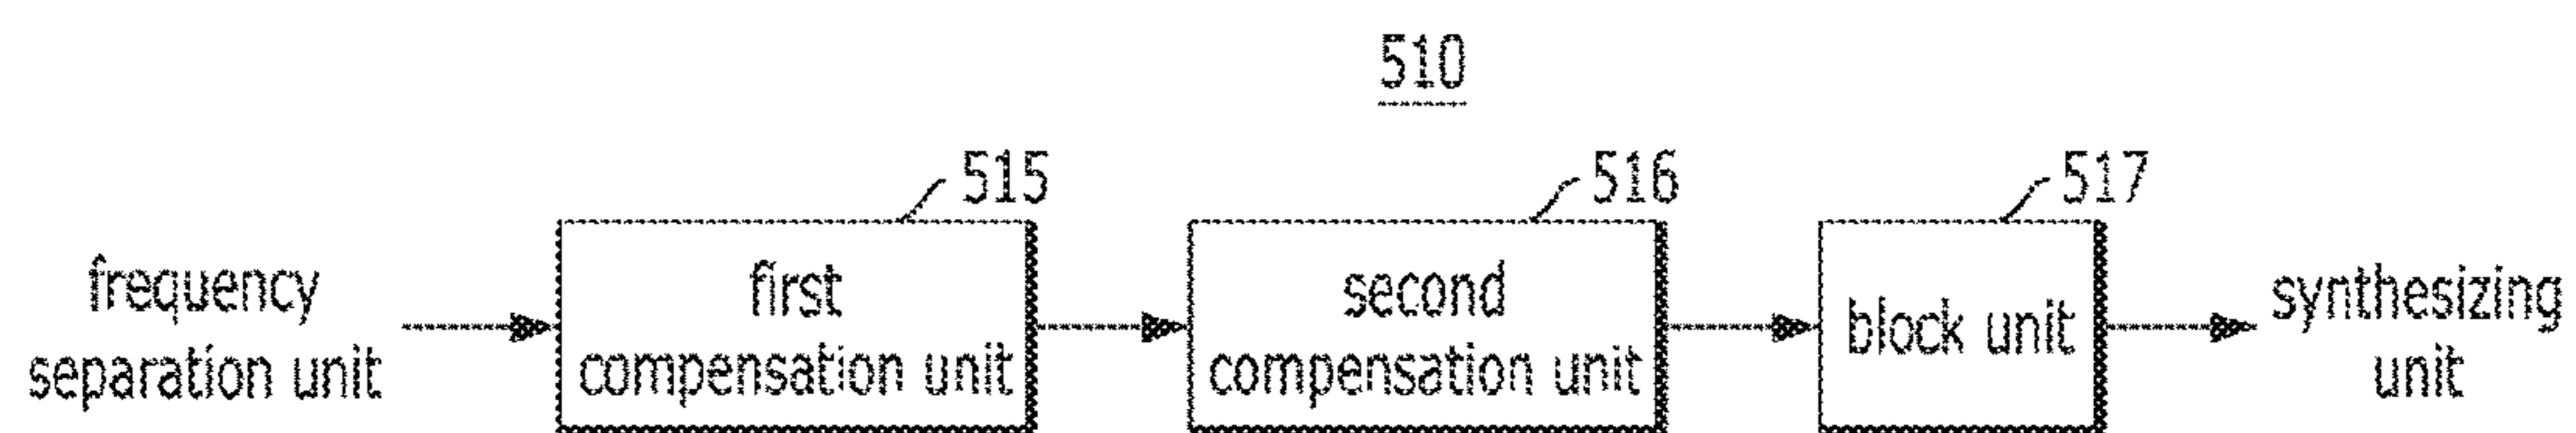 510
515
516
517
frequency
separation unit
first
compensation unit
second
compensation unit
block unit
synthesizing
unit